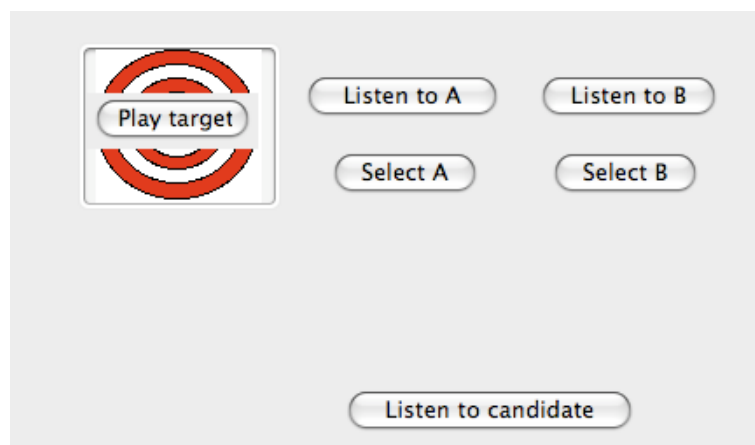 Play target
Listen to A
Listen to B
Select A
Select B
Listen to candidate